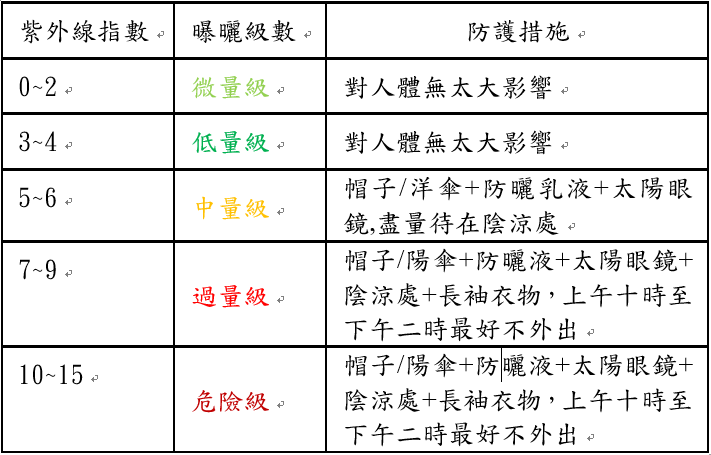 紫外線指數 曝曬級數 防護措施
0~2 微量級 對人體無太大影響
3~4 低量級 對人體無太大影響
5~6 中量級 帽子/洋傘+防曬乳液+太陽眼
鏡,盡量待在陰涼處
7~9 過量級 帽子/陽傘+防曬液+太陽眼鏡+
陰涼處+長袖衣物，上午十時至
下午二時最好不外出
10~15 危險級 帽子/陽傘+防曬液+太陽眼鏡+
陰涼處+長袖衣物，上午十時至
下午二時最好不外出